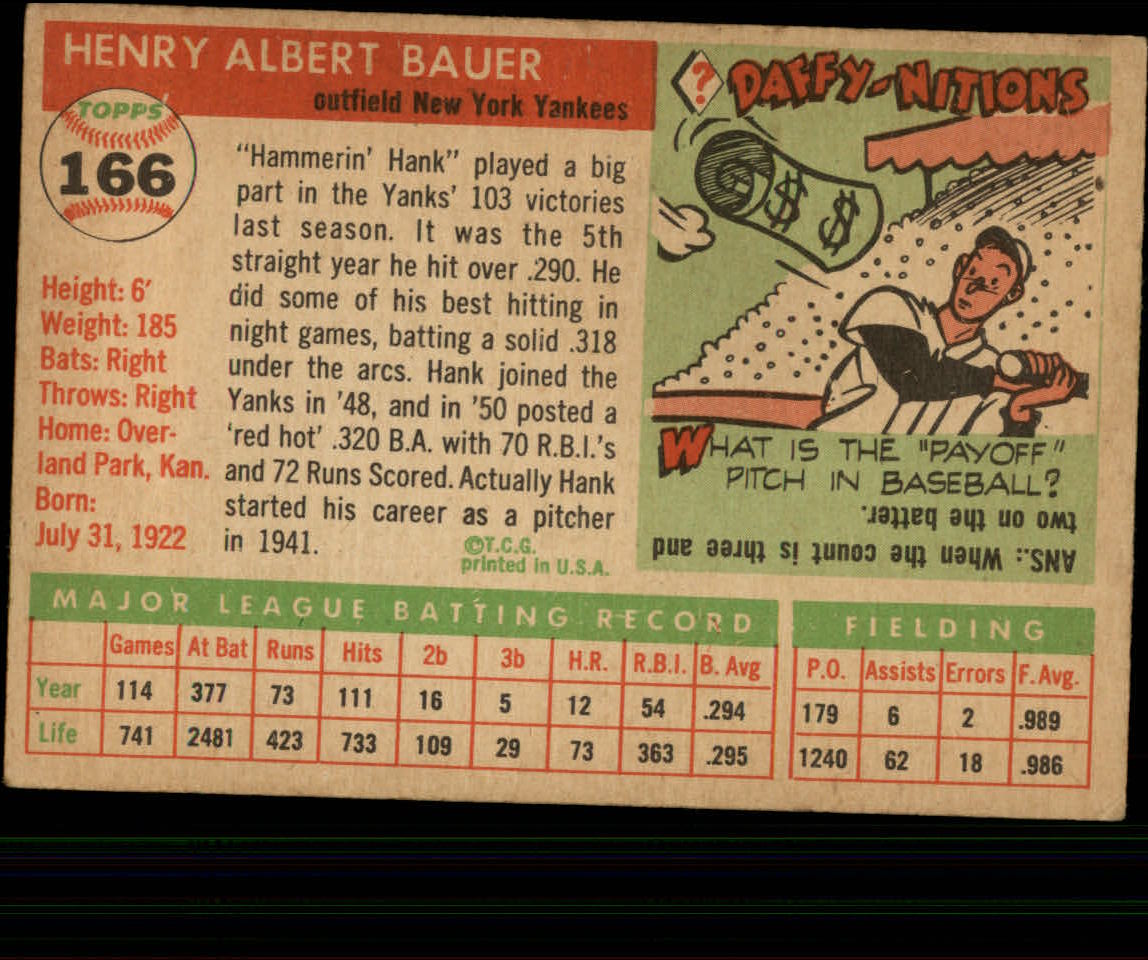 HENRY ALBERT BAUER
outfield New York Yankees
TOPPS
166
"Hammerin' Hank" played a big
part in the Yanks' 103 victories
last season. It was the 5th
straight year he hit over .290. He
did some of his best hitting in
night games, batting a solid .318
under the arcs. Hank joined the
Yanks in '48, and in '50 posted a
'red hot' .320 B.A. with 70 R.B.I.'s
and 72 Runs Scored. Actually Hank
started his career as a pitcher
in 1941.
©T.C.G.
printed in U.S.A.
Height: 6'
Weight: 185
Bats: Right
Throws: Right
Home: Over-
land Park, Kan.
Born:
July 31, 1922
? DAFFY-NITIONS
$ $
WHAT IS THE "PAYOFF"
PITCH IN BASEBALL?
ANS.: When the count is three and
two on the batter.
MAJOR LEAGUE BATTING RECORD
Games At Bat Runs Hits 2b 3b H.R. R.B.I. B. Avg
Year 114 377 73 111 16 5 12 54 .294
Life 741 2481 423 733 109 29 73 363 .295
FIELDING
P.O. Assists Errors F. Avg.
179 6 2 .989
1240 62 18 .986